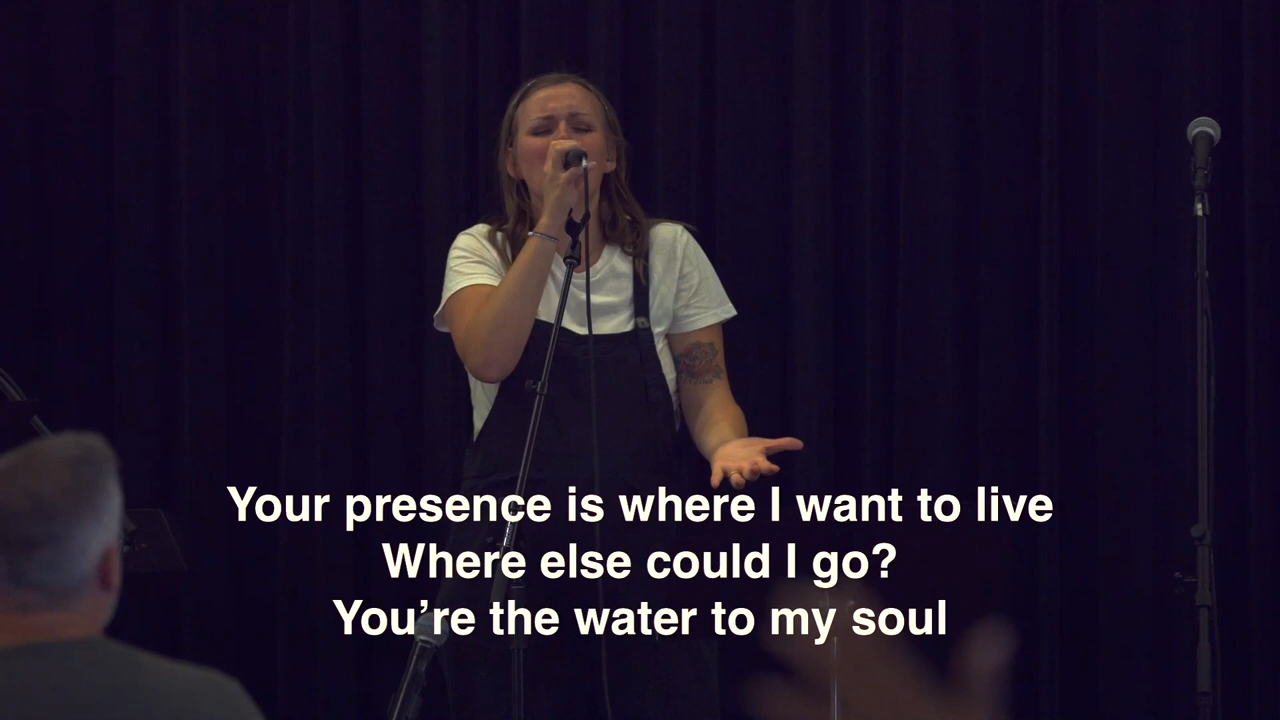 Your presence is where I want to live
Where else could I go?
You’re the water to my soul